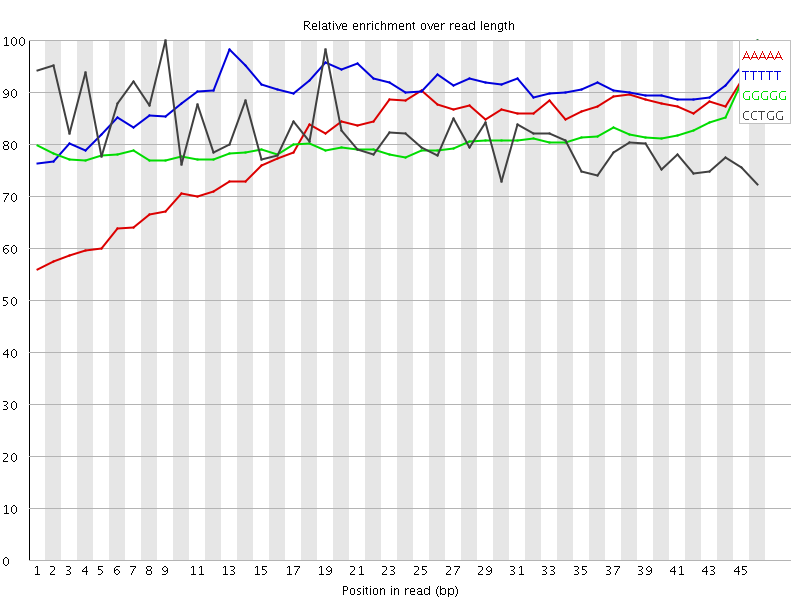 Relative enrichment over read length
100
90
80
70
60
50
40
30
20
10
0
AAAAA
TTTTT
GGGGG
CCTGG
1 2 3 4 5 6 7 8 9 11 13 15 17 19 21 23 25 27 29 31 33 35 37 39 41 43 45
Position in read (bp)